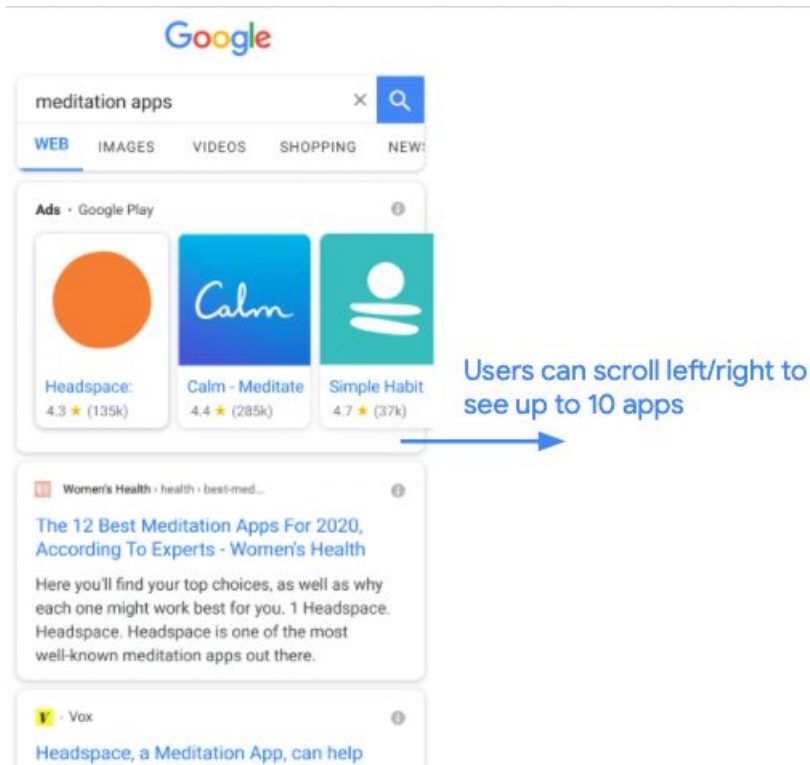 Google
meditation apps
WEB IMAGES VIDEOS SHOPPING NEWS
Ads · Google Play
Calm
Headspace:
4.3 ★ (135k)
Calm - Meditate
4.4 ★ (285k)
Simple Habit
4.7 ★ (37k)
Users can scroll left/right to
see up to 10 apps
Women's Health › health › best-med...
The 12 Best Meditation Apps For 2020,
According To Experts - Women's Health
Here you'll find your top choices, as well as why
each one might work best for you. 1 Headspace.
Headspace. Headspace is one of the most
well-known meditation apps out there.
V · Vox
Headspace, a Meditation App, can help